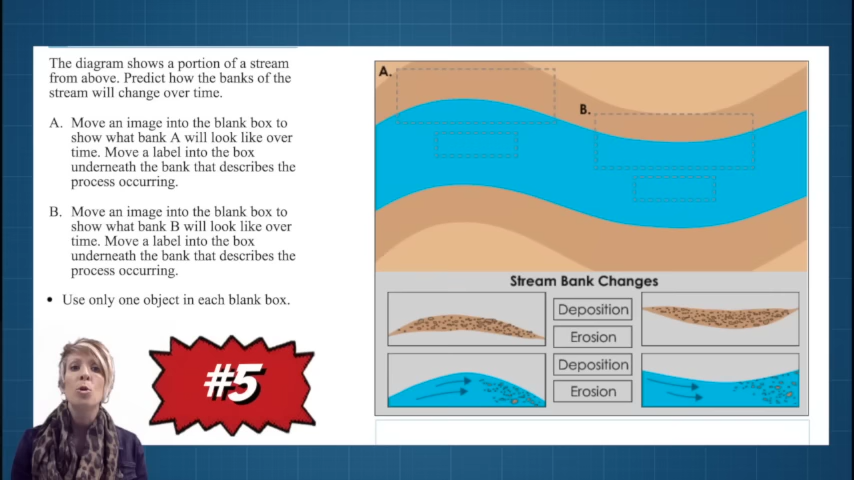 The diagram shows a portion of a stream
from above. Predict how the banks of the
stream will change over time.
A. Move an image into the blank box to
show what bank A will look like over
time. Move a label into the box
underneath the bank that describes the
process occurring.
B. Move an image into the blank box to
show what bank B will look like over
time. Move a label into the box
underneath the bank that describes the
process occurring.
• Use only one object in each blank box.
#5
A.
B.
Stream Bank Changes
Deposition
Erosion
Deposition
Erosion